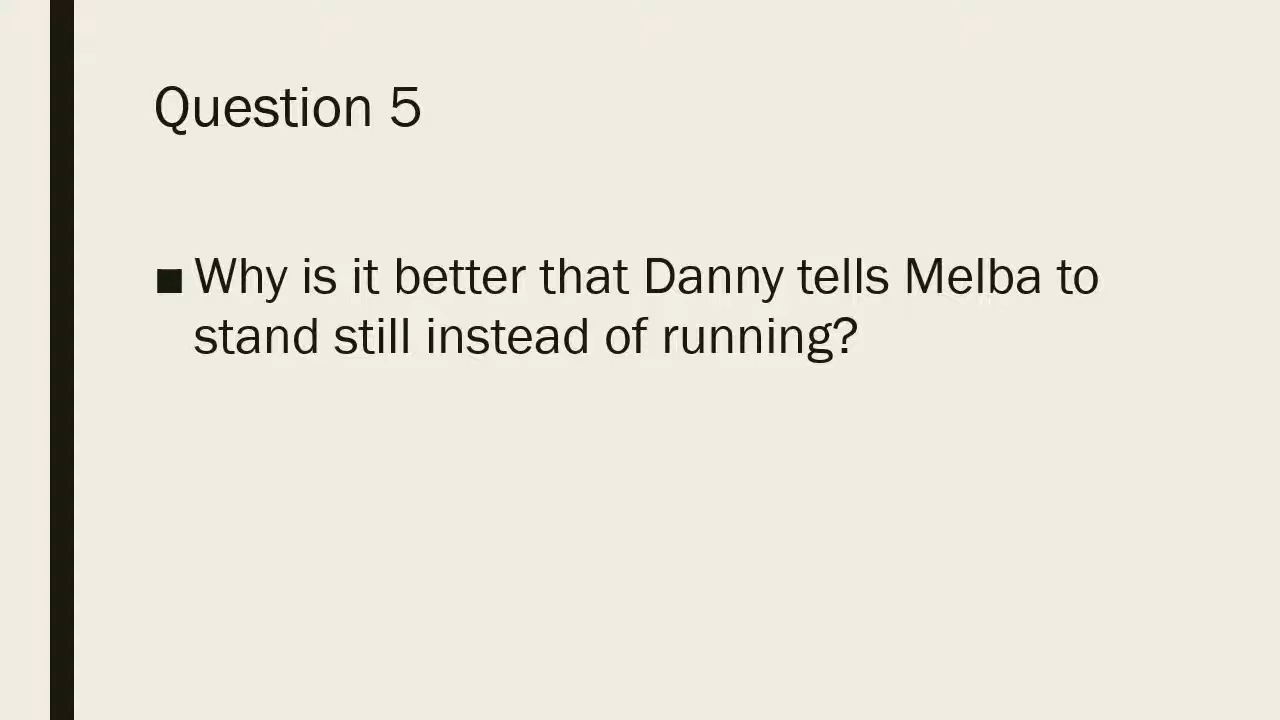 Question 5
■ Why is it better that Danny tells Melba to
stand still instead of running?